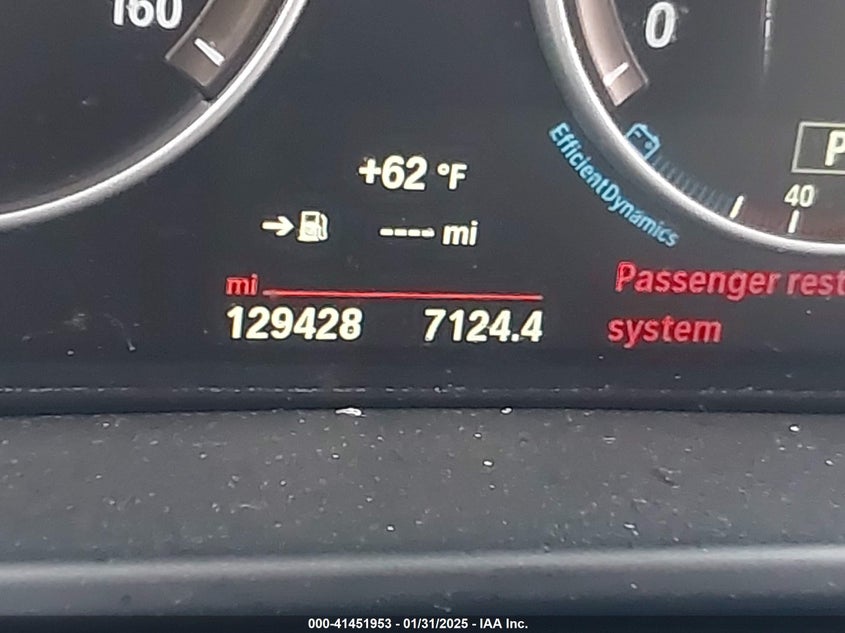 160
0
+62 °F
P
40
---- mi
EfficientDynamics
mi
Passenger rest
129428 7124.4
system
000-41451953 - 01/31/2025 - IAA Inc.